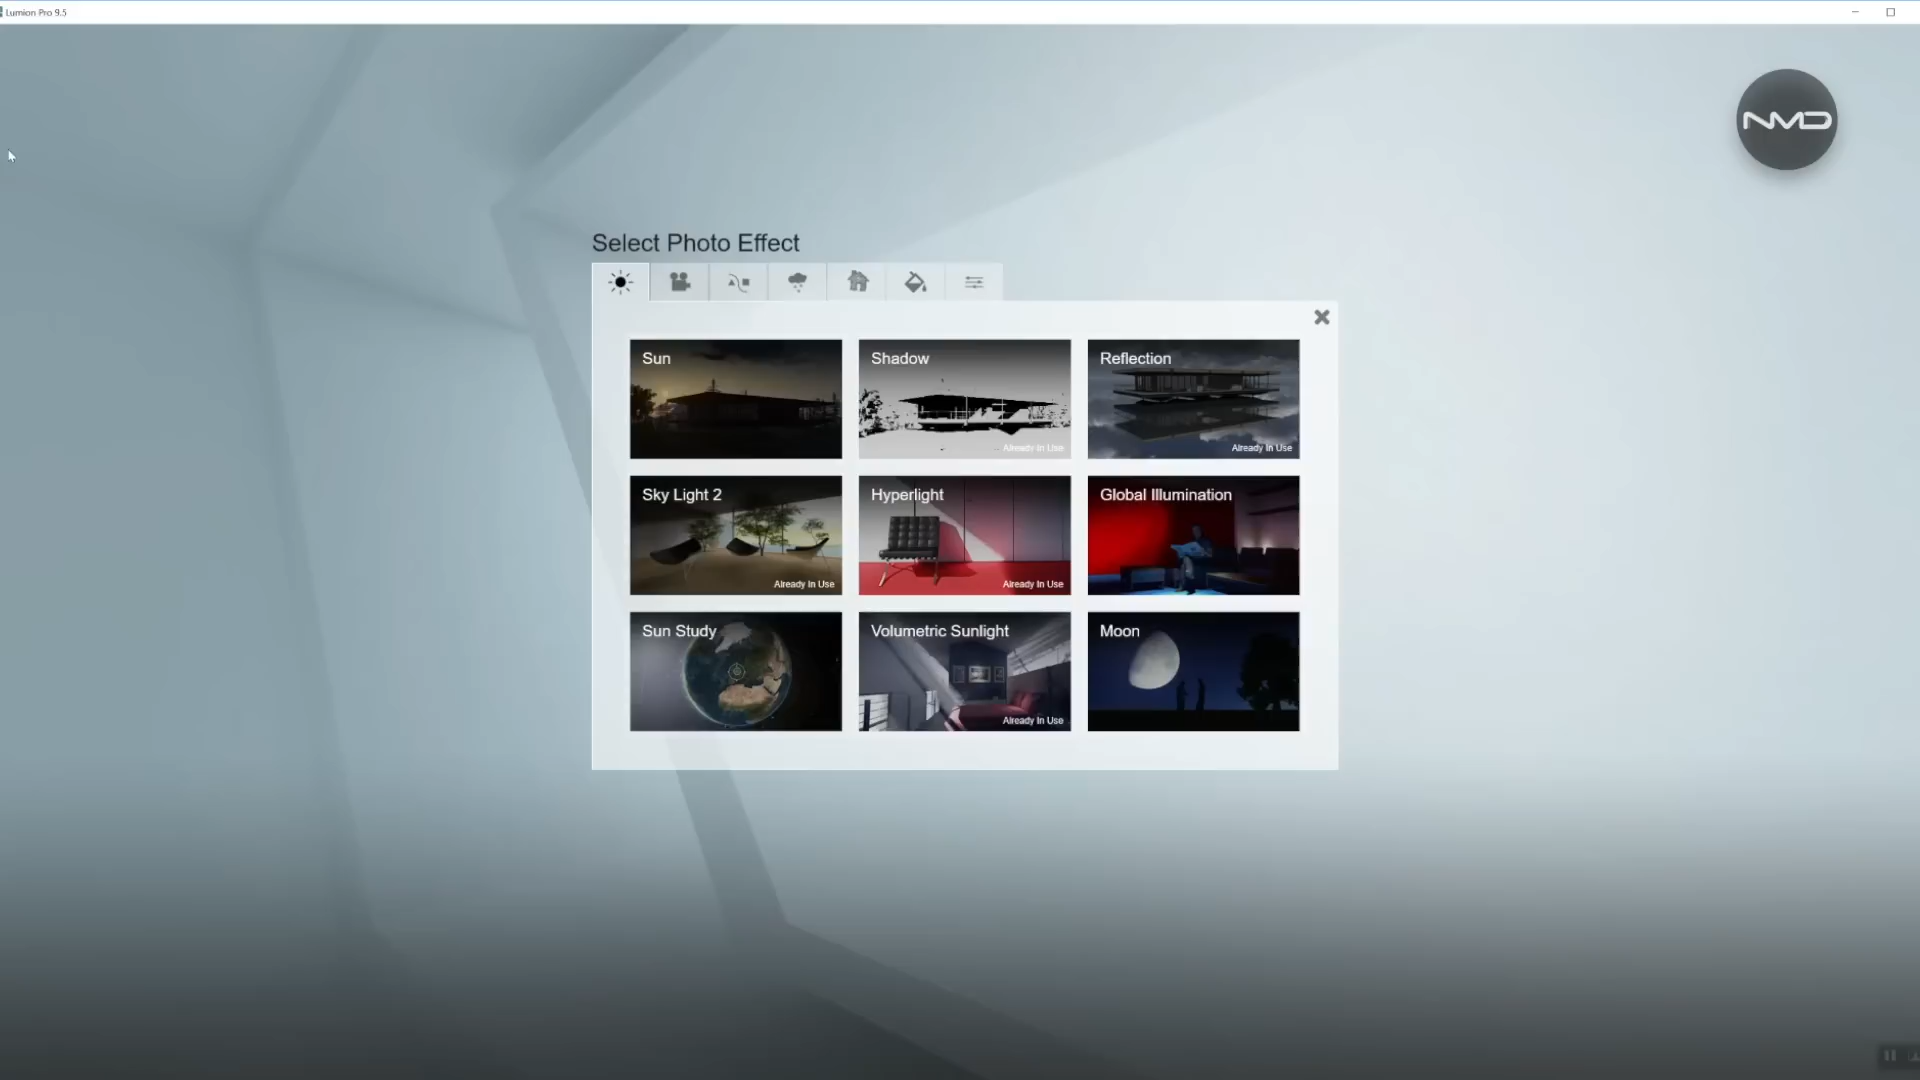 Lumion Pro 9.5
NMD
Select Photo Effect
Sun
Shadow
Already In Use
Reflection
Already In Use
Sky Light 2
Already In Use
Hyperlight
Already In Use
Global Illumination
Sun Study
Volumetric Sunlight
Already In Use
Moon